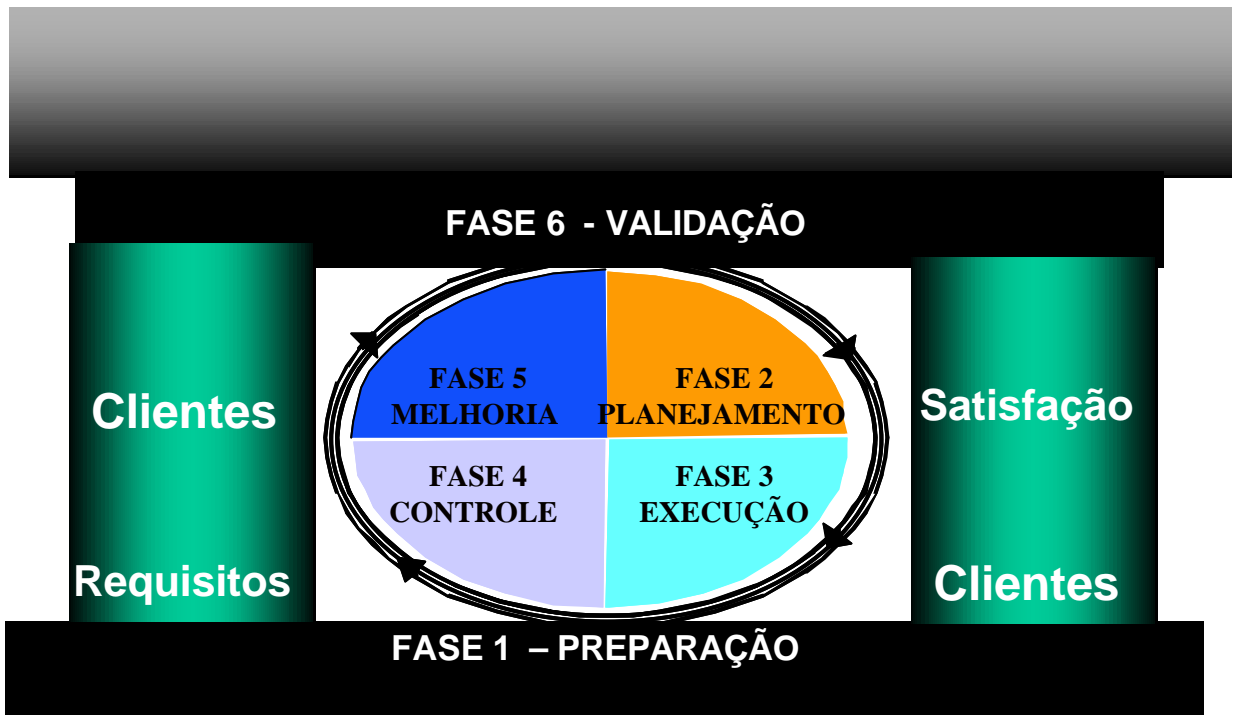 FASE 6 - VALIDAÇÃO
Clientes
Requisitos
FASE 5
MELHORIA
FASE 2
PLANEJAMENTO
FASE 4
CONTROLE
FASE 3
EXECUÇÃO
Satisfação
Clientes
FASE 1 – PREPARAÇÃO